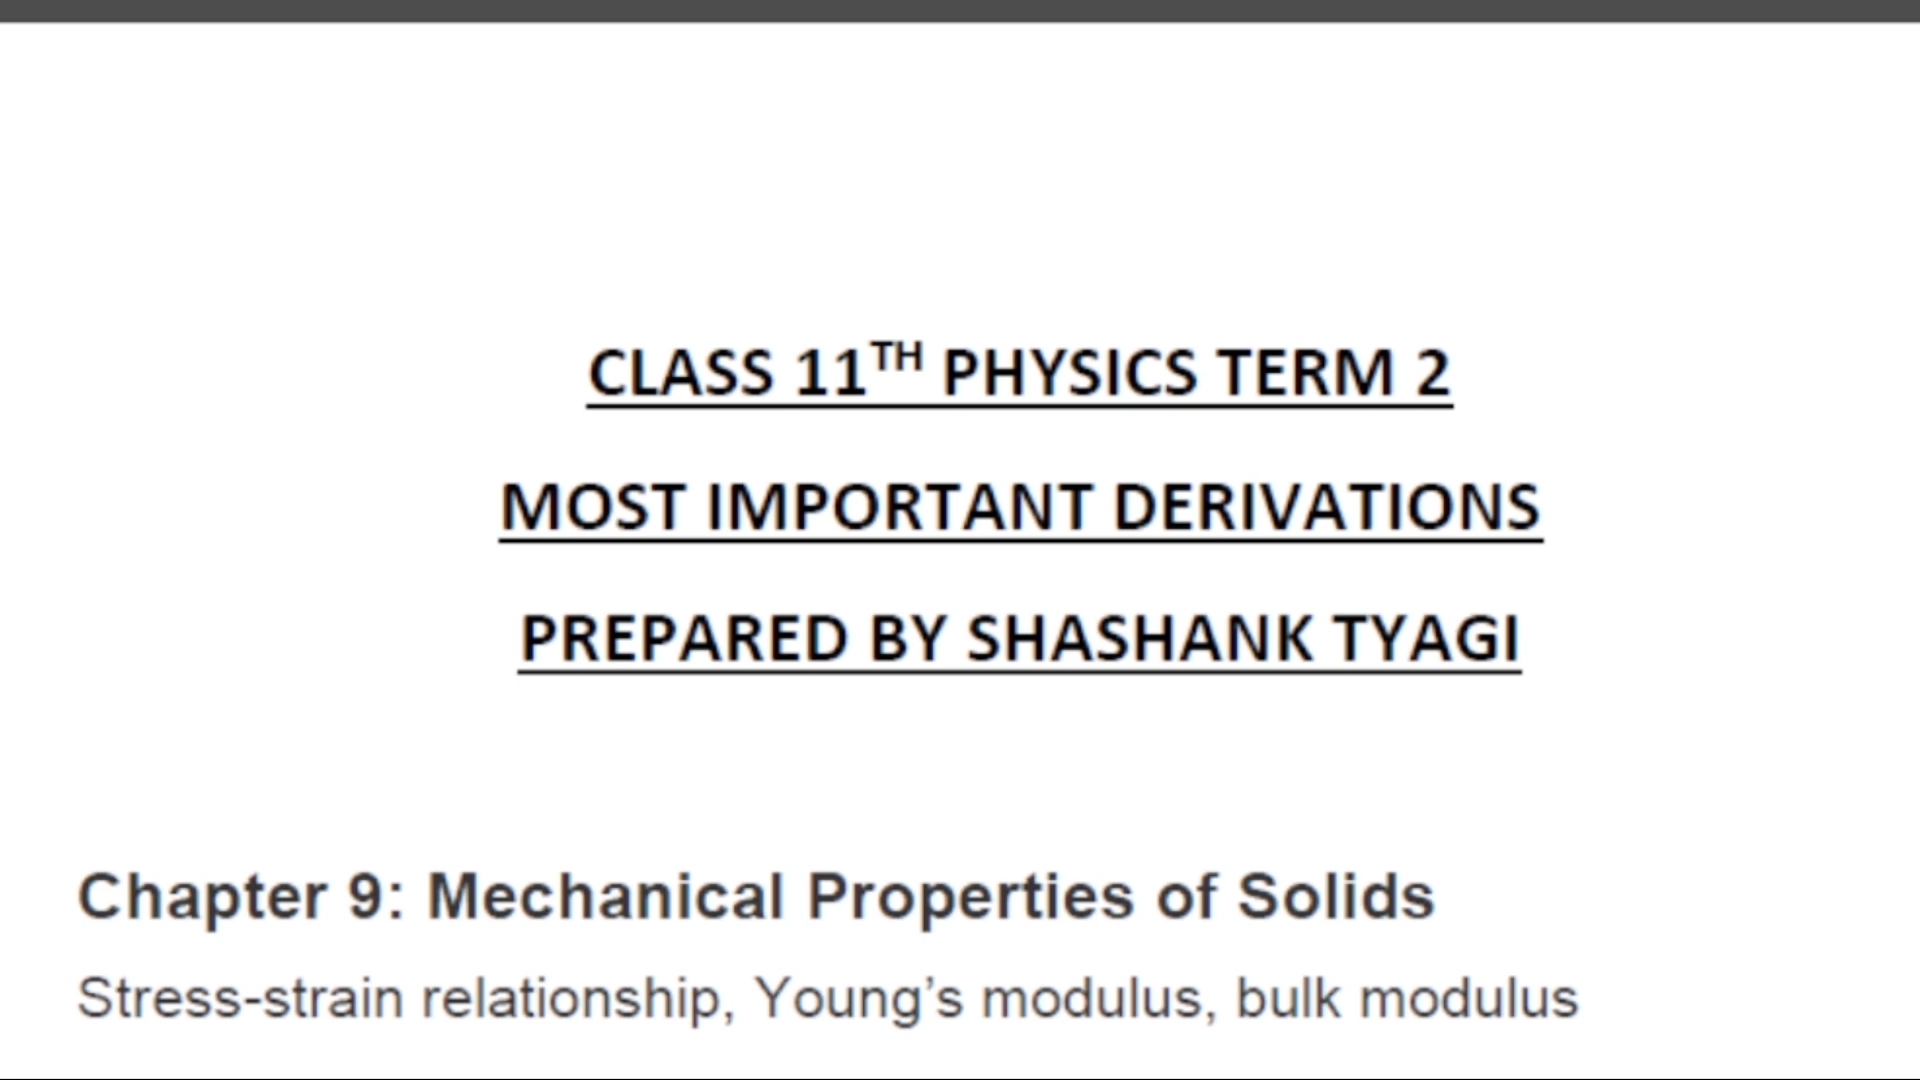 CLASS 11TH PHYSICS TERM 2
MOST IMPORTANT DERIVATIONS
PREPARED BY SHASHANK TYAGI
Chapter 9: Mechanical Properties of Solids
Stress-strain relationship, Young’s modulus, bulk modulus